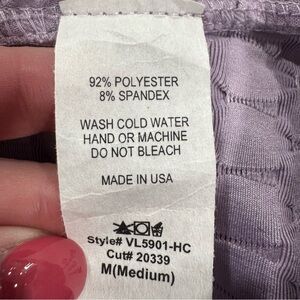 92% POLYESTER
8% SPANDEX
WASH COLD WATER
HAND OR MACHINE
DO NOT BLEACH
MADE IN USA
Style# VL5901-HC
Cut# 20339
M(Medium)